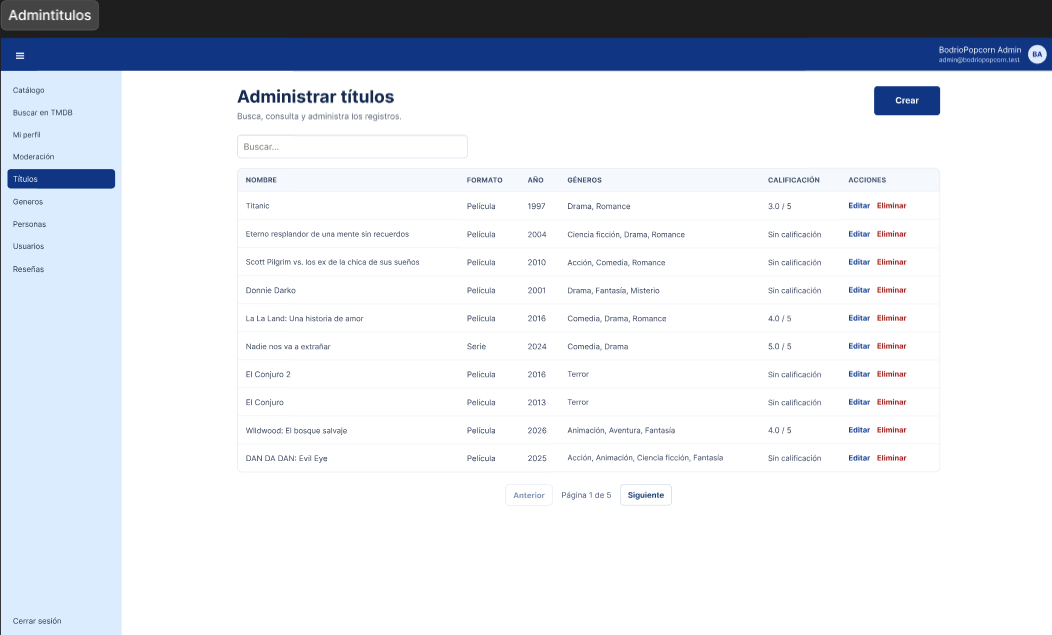 Admintitulos
BodrioPopcorn Admin
admin@bodriopopcorn.test
BA
Catálogo
Buscar en TMDB
Mi perfil
Moderación
Títulos
Generos
Personas
Usuarios
Reseñas
Cerrar sesión
Administrar títulos
Busca, consulta y administra los registros.
Crear
Buscar...
NOMBRE FORMATO AÑO GÉNEROS CALIFICACIÓN ACCIONES
Titanic Película 1997 Drama, Romance 3.0 / 5 Editar Eliminar
Eterno resplandor de una mente sin recuerdos Película 2004 Ciencia ficción, Drama, Romance Sin calificación Editar Eliminar
Scott Pilgrim vs. los ex de la chica de sus sueños Película 2010 Acción, Comedia, Romance Sin calificación Editar Eliminar
Donnie Darko Película 2001 Drama, Fantasía, Misterio Sin calificación Editar Eliminar
La La Land: Una historia de amor Película 2016 Comedia, Drama, Romance 4.0 / 5 Editar Eliminar
Nadie nos va a extrañar Serie 2024 Comedia, Drama 5.0 / 5 Editar Eliminar
El Conjuro 2 Película 2016 Terror Sin calificación Editar Eliminar
El Conjuro Película 2013 Terror Sin calificación Editar Eliminar
Wildwood: El bosque salvaje Película 2026 Animación, Aventura, Fantasía 4.0 / 5 Editar Eliminar
DAN DA DAN: Evil Eye Película 2025 Acción, Animación, Ciencia ficción, Fantasía Sin calificación Editar Eliminar
Anterior Página 1 de 5 Siguiente